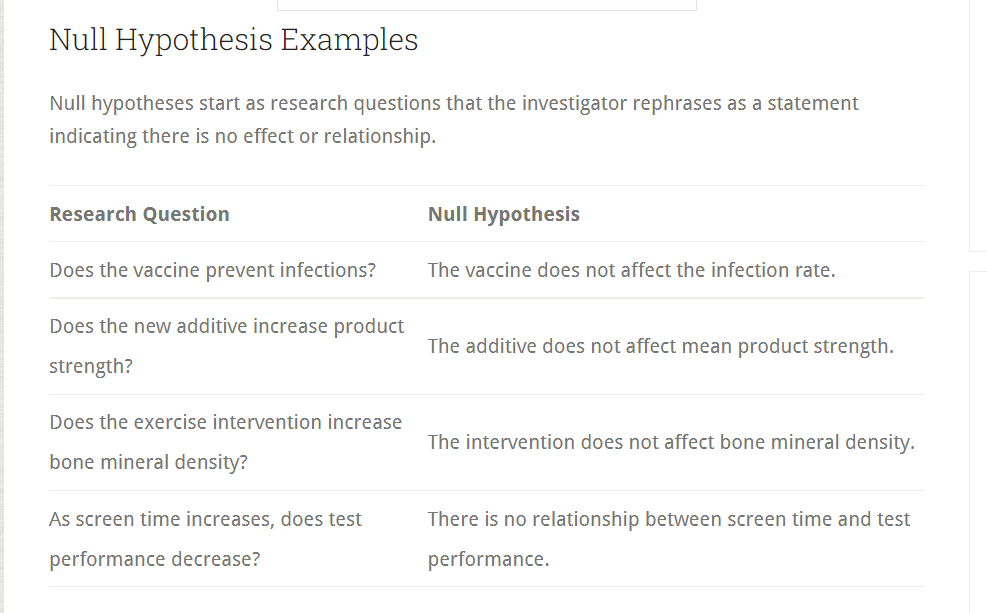 Null Hypothesis Examples
Null hypotheses start as research questions that the investigator rephrases as a statement
indicating there is no effect or relationship.
Research Question Null Hypothesis
Does the vaccine prevent infections? The vaccine does not affect the infection rate.
Does the new additive increase product
strength?
The additive does not affect mean product strength.
Does the exercise intervention increase
bone mineral density?
The intervention does not affect bone mineral density.
As screen time increases, does test
performance decrease?
There is no relationship between screen time and test
performance.